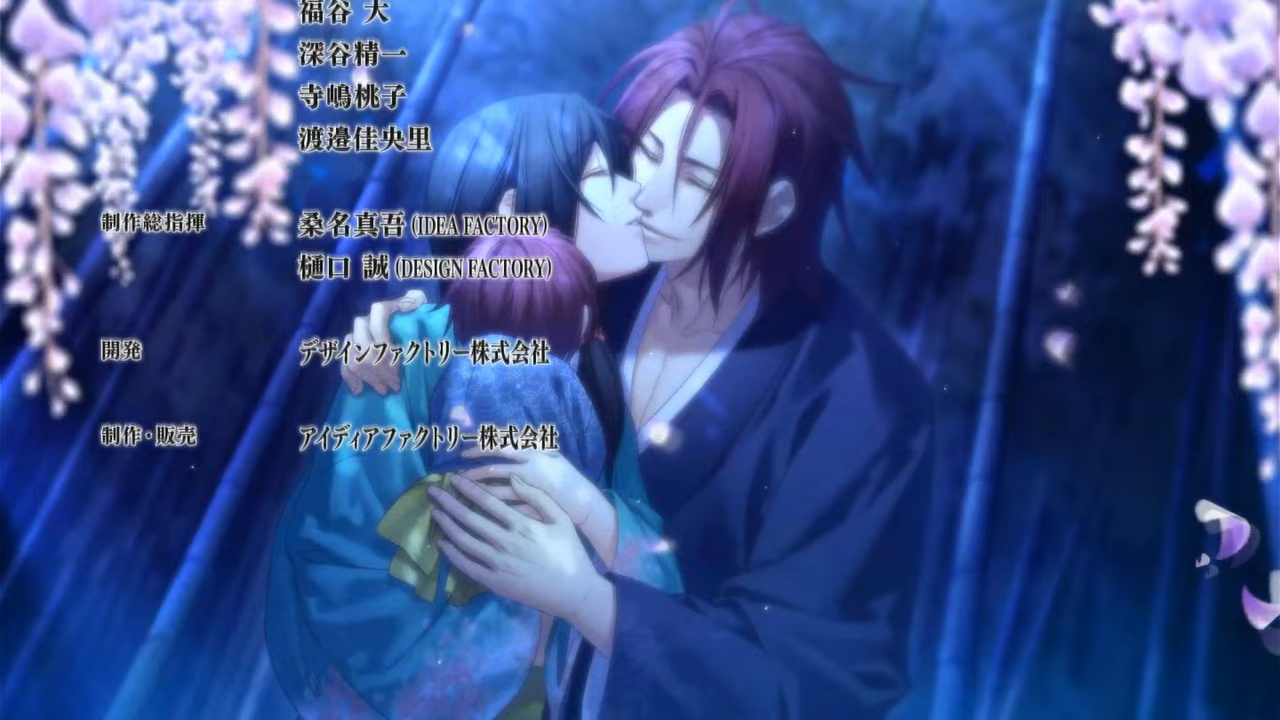 福谷 大
深谷精一
寺嶋桃子
渡邉佳央里
制作総指揮 桑名真吾(IDEA FACTORY)
樋口 誠(DESIGN FACTORY)
開発 デザインファクトリー株式会社
制作・販売 アイディアファクトリー株式会社